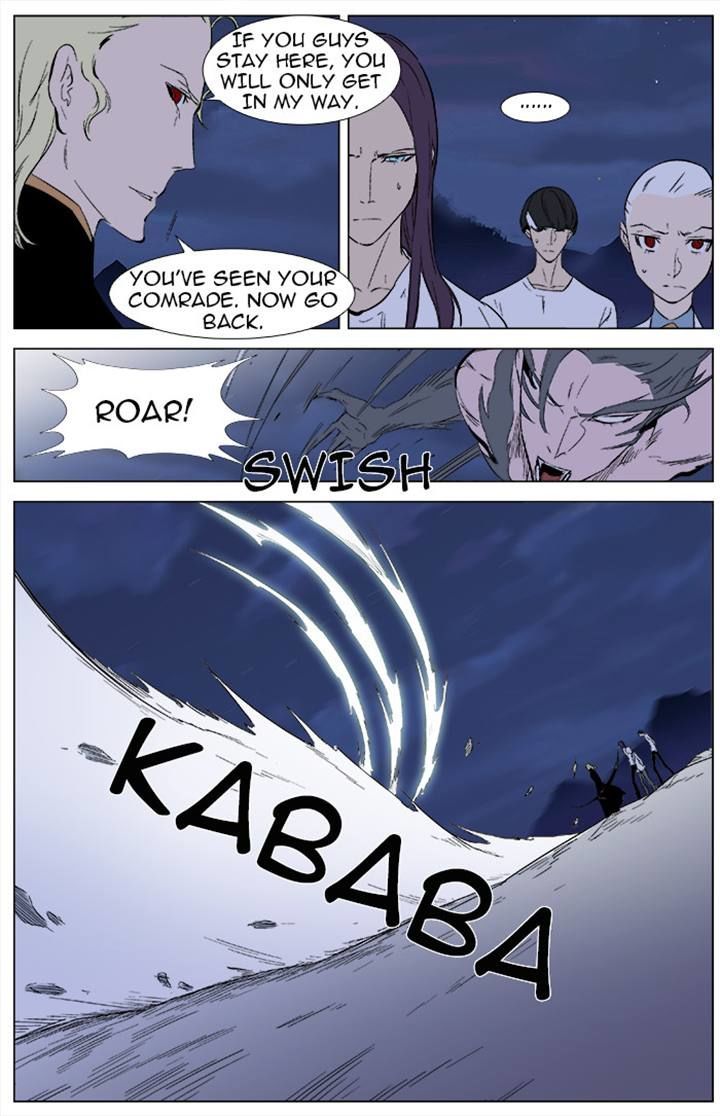 IF YOU GUYS
STAY HERE, YOU
WILL ONLY GET
IN MY WAY.
......
YOU'VE SEEN YOUR
COMRADE. NOW GO
BACK.
ROAR!
SWISH
KABABA